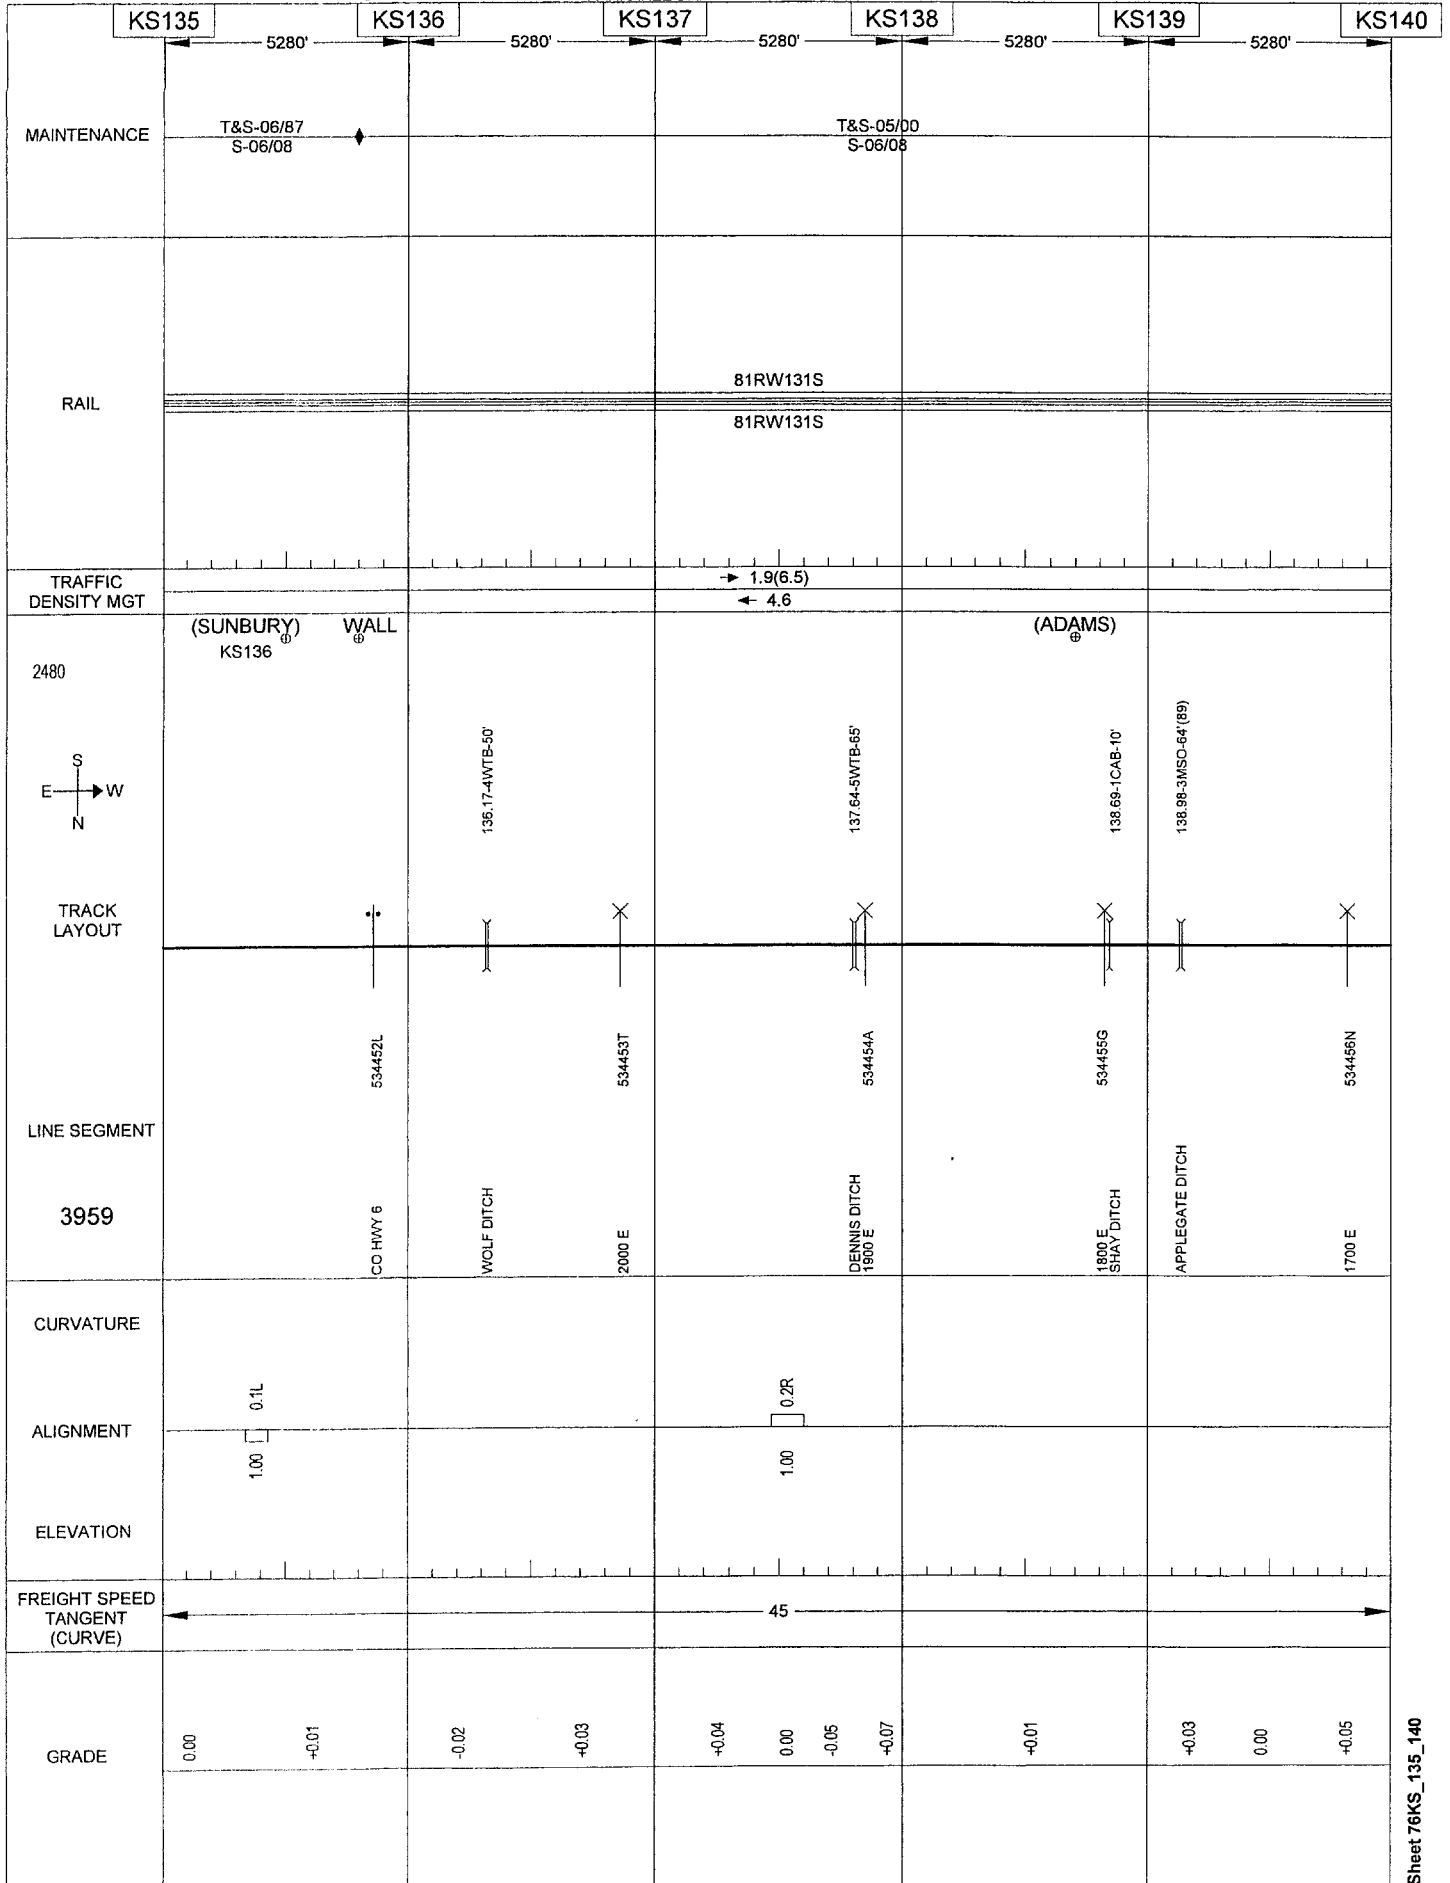 KS135 KS136 KS137 KS138 KS139 KS140
5280' 5280' 5280' 5280' 5280'
MAINTENANCE
T&S-06/87
S-06/08
T&S-05/00
S-06/08
RAIL
81RW131S
81RW131S
TRAFFIC
DENSITY MGT
1.9(6.5)
4.6
(SUNBURY) WALL (ADAMS)
KS136
2480
S
E W
N
136.17-4WTB-50'
137.64-5WTB-65'
138.69-1CAB-10'
138.98-3MSO-64'(89)
TRACK
LAYOUT
534452L
534453T
534454A
534455G
534456N
LINE SEGMENT
3959
CO HWY 6
WOLF DITCH
2000 E
DENNIS DITCH
1900 E
1800 E
SHAY DITCH
APPLEGATE DITCH
1700 E
CURVATURE
0.1L
0.2R
ALIGNMENT
1.00
1.00
ELEVATION
FREIGHT SPEED
TANGENT
(CURVE)
45
GRADE
0.00 +0.01 -0.02 +0.03 +0.04 0.00 -0.05 +0.07 +0.01 +0.03 0.00 +0.05
Sheet 76KS_135_140